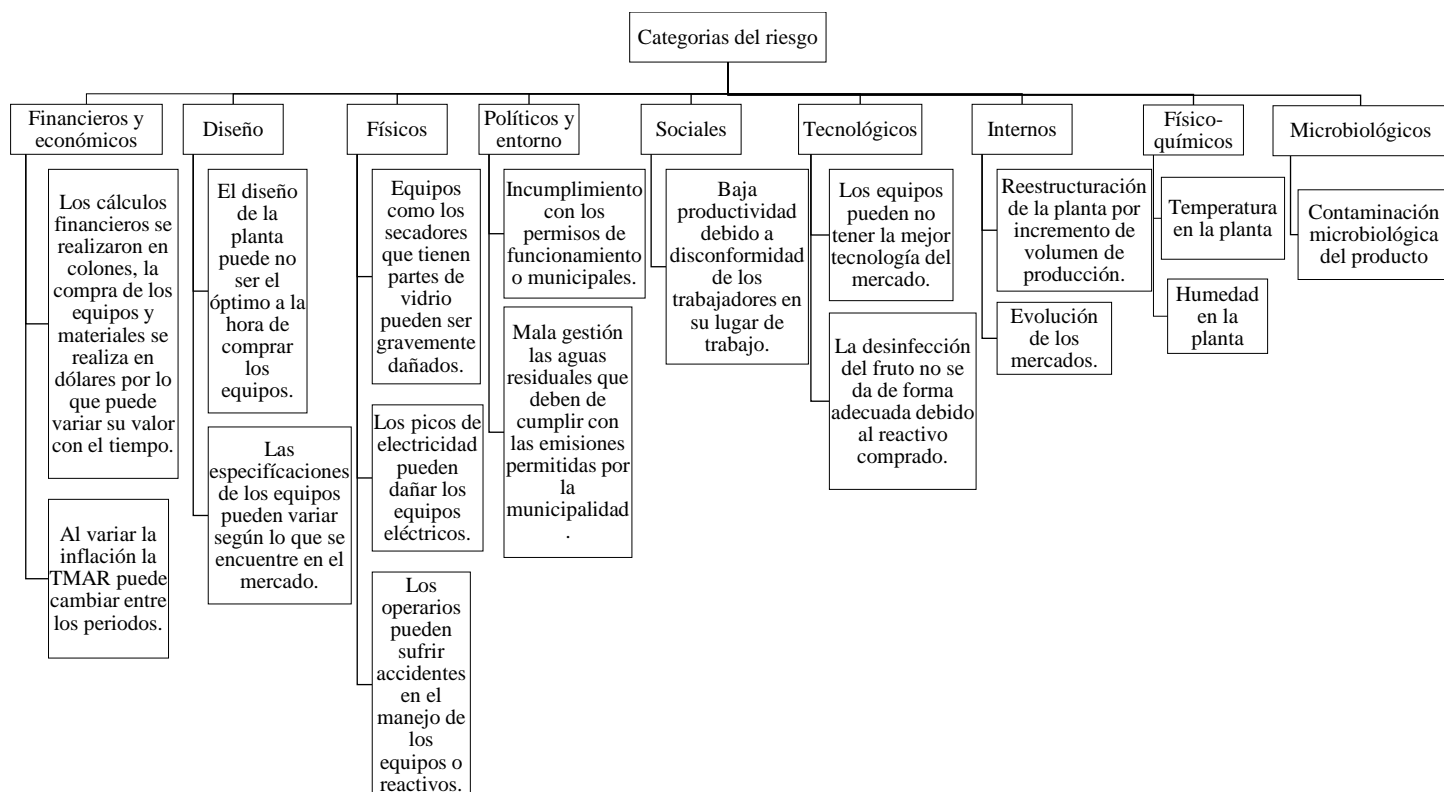 Categorias del riesgo
Financieros y
económicos
Los cálculos
financieros se
realizaron en
colones, la
compra de los
equipos y
materiales se
realiza en
dólares por lo
que puede
variar su valor
con el tiempo.
Al variar la
inflación la
TMAR puede
cambiar entre
los periodos.
Diseño
El diseño
de la
planta
puede no
ser el
óptimo a la
hora de
comprar
los
equipos.
Las
especifícaciones
de los equipos
pueden variar
según lo que se
encuentre en el
mercado.
Físicos
Equipos
como los
secadores
que tienen
partes de
vidrio
pueden ser
gravemente
dañados.
Los picos de
electricidad
pueden
dañar los
equipos
eléctricos.
Los
operarios
pueden
sufrir
accidentes
en el
manejo de
los
equipos o
reactivos.
Políticos y
entorno
Incumplimiento
con los
permisos de
funcionamiento
o municipales.
Mala gestión
las aguas
residuales que
deben de
cumplir con
las emisiones
permitidas por
la
municipalidad
.
Sociales
Baja
productividad
debido a
disconformidad
de los
trabajadores en
su lugar de
trabajo.
Tecnológicos
Los equipos
pueden no
tener la mejor
tecnología del
mercado.
La desinfección
del fruto no se
da de forma
adecuada debido
al reactivo
comprado.
Internos
Reestructuración
de la planta por
incremento de
volumen de
producción.
Evolución
de los
mercados.
Físico-
químicos
Temperatura
en la planta
Humedad
en la
planta
Microbiológicos
Contaminación
microbiológica
del producto